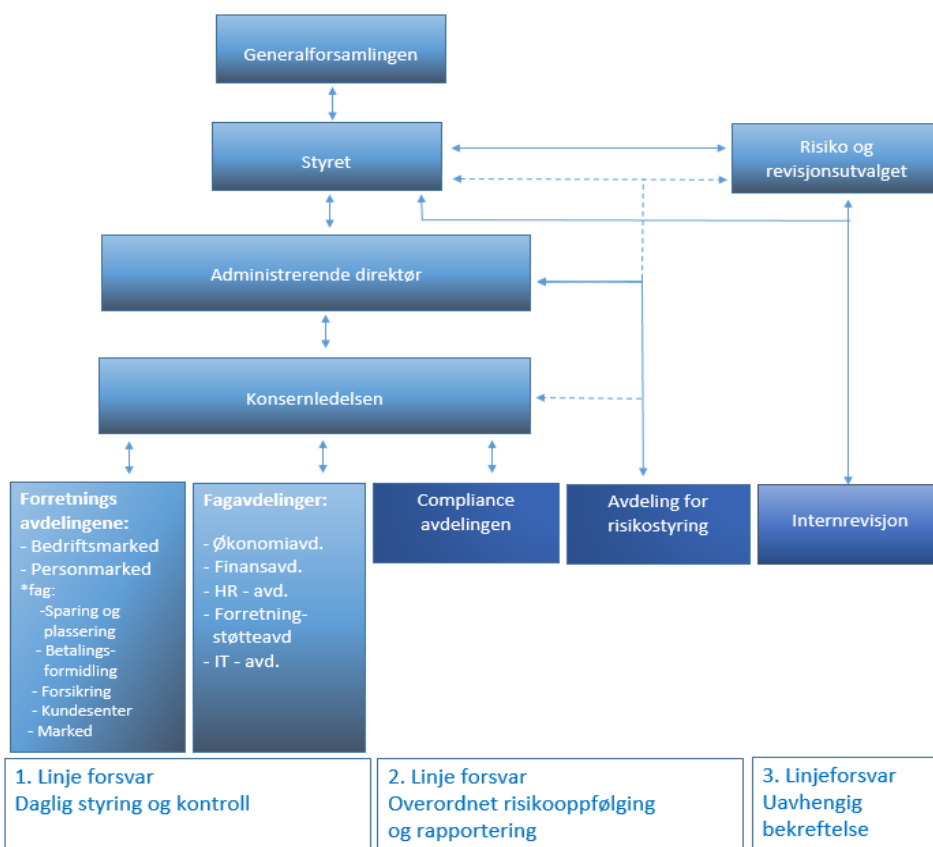 Generalforsamlingen
Styret
Risiko og
revisjonsutvalget
Administrerende direktør
Konsernledelsen
Forretnings
avdelingene:
- Bedriftsmarked
- Personmarked
*fag:
-Sparing og
plassering
- Betalings-
formidling
- Forsikring
- Kundesenter
- Marked
Fagavdelinger:
- Økonomiavd.
- Finansavd.
- HR - avd.
- Forretning-
støtteavd
- IT - avd.
Compliance
avdelingen
Avdeling for
risikostyring
Internrevisjon
1. Linje forsvar
Daglig styring og kontroll
2. Linje forsvar
Overordnet risikooppfølging
og rapportering
3. Linjeforsvar
Uavhengig
bekreftelse